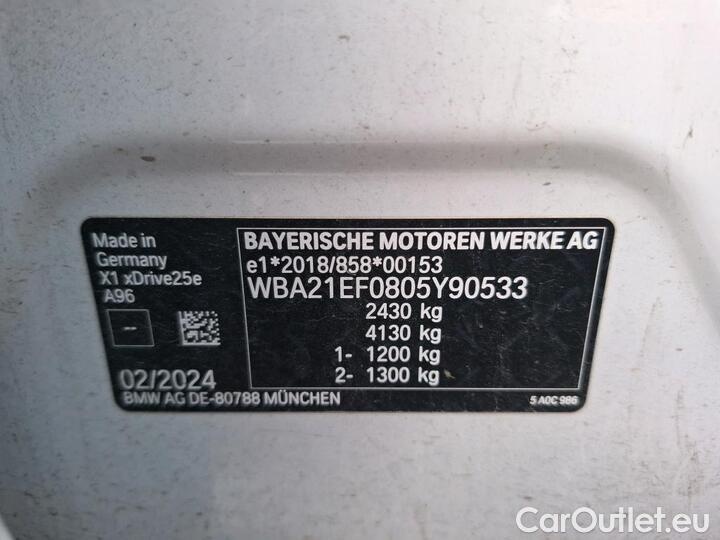 Made in
Germany
X1 xDrive25e
A96
--
02/2024
BMW AG DE-80788 MÜNCHEN
BAYERISCHE MOTOREN WERKE AG
e1*2018/858*00153
WBA21EF0805Y90533
2430 kg
4130 kg
1- 1200 kg
2- 1300 kg
5 A0C 986
CarOutlet.eu